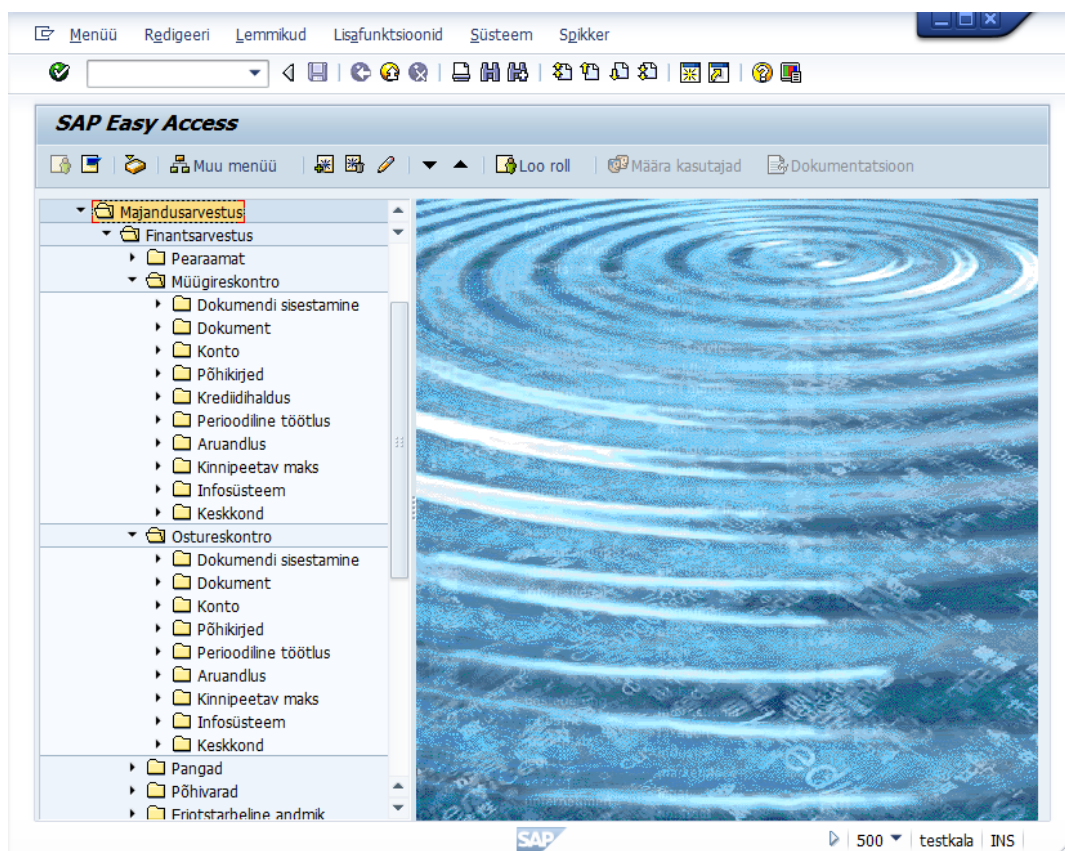 Menüü Redigeeri Lemmikud Lisafunktsioonid Süsteem Spikker
SAP Easy Access
Muu menüü Loo roll Määra kasutajad Dokumentatsioon
Majandusarvestus
Finantsarvestus
Pearaamat
Müügireskontro
Dokumendi sisestamine
Dokument
Konto
Põhikirjed
Krediidihaldus
Perioodiline töötlus
Aruandlus
Kinnipeetav maks
Infosüsteem
Keskkond
Ostureskontro
Dokumendi sisestamine
Dokument
Konto
Põhikirjed
Perioodiline töötlus
Aruandlus
Kinnipeetav maks
Infosüsteem
Keskkond
Pangad
Põhivarad
Eriotstarbeline andmik
SAP 500 testkala INS